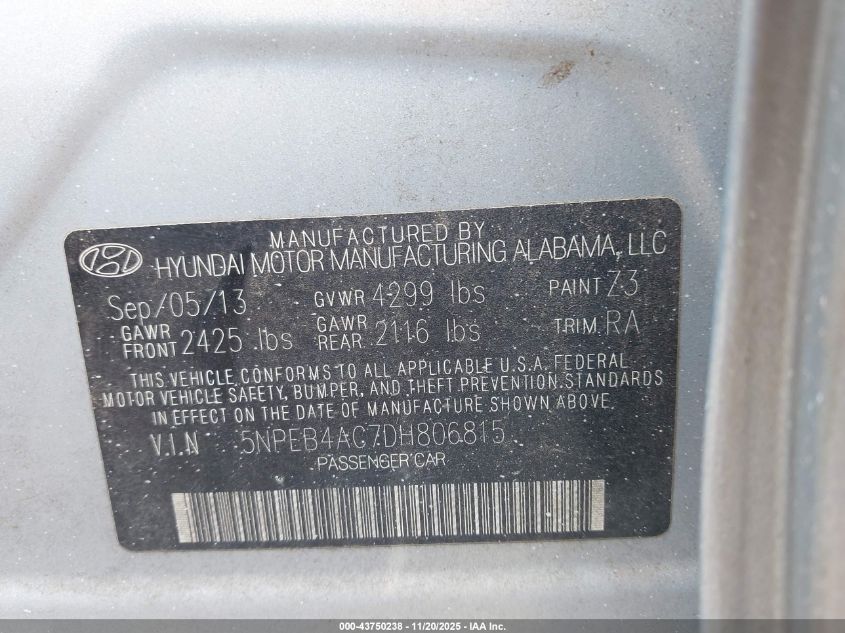 MANUFACTURED BY
HYUNDAI MOTOR MANUFACTURING ALABAMA, LLC
Sep/05/13 GVWR 4299 lbs PAINT Z3
GAWR FRONT 2425 lbs GAWR REAR 2116 lbs TRIM RA
THIS VEHICLE CONFORMS TO ALL APPLICABLE U.S.A. FEDERAL
MOTOR VEHICLE SAFETY, BUMPER, AND THEFT PREVENTION STANDARDS
IN EFFECT ON THE DATE OF MANUFACTURE SHOWN ABOVE.
V.I.N 5NPEB4AC7DH806815
PASSENGER CAR
000-43750238 - 11/20/2025 - IAA Inc.